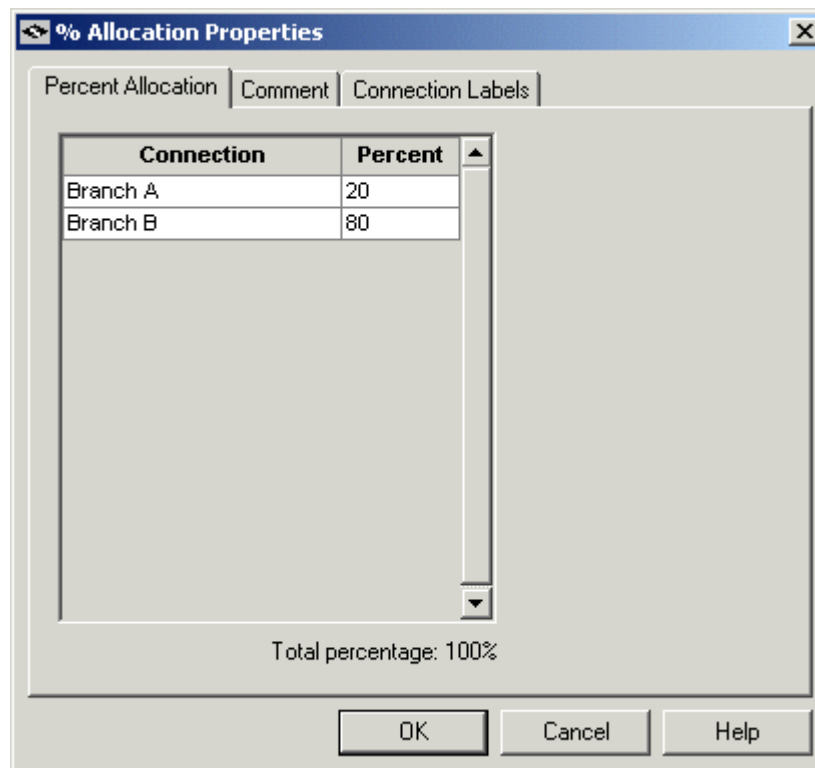 % Allocation Properties
Percent Allocation Comment Connection Labels
Connection Percent
Branch A 20
Branch B 80
Total percentage: 100%
OK Cancel Help